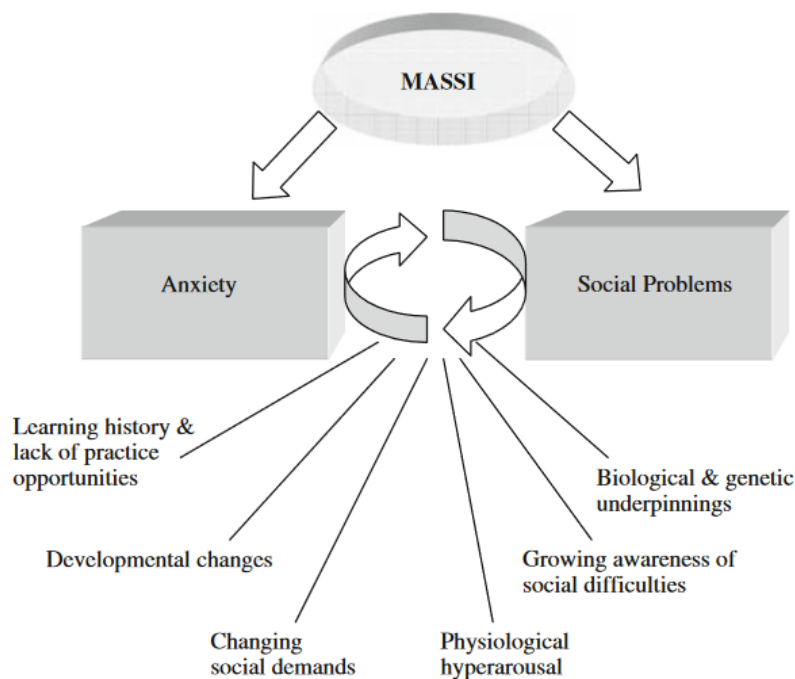 MASSI
Anxiety
Social Problems
Learning history &
lack of practice
opportunities
Biological & genetic
underpinnings
Developmental changes
Growing awareness of
social difficulties
Changing
social demands
Physiological
hyperarousal